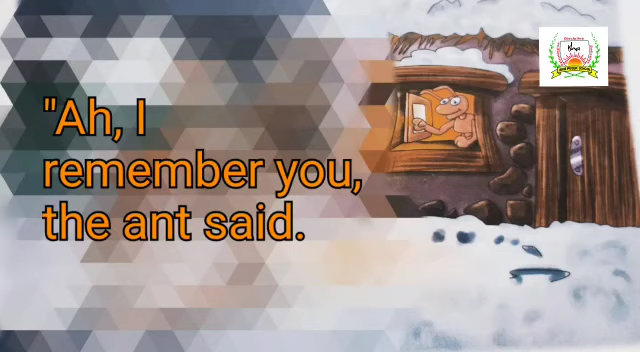 "Ah, I
remember you,
the ant said.